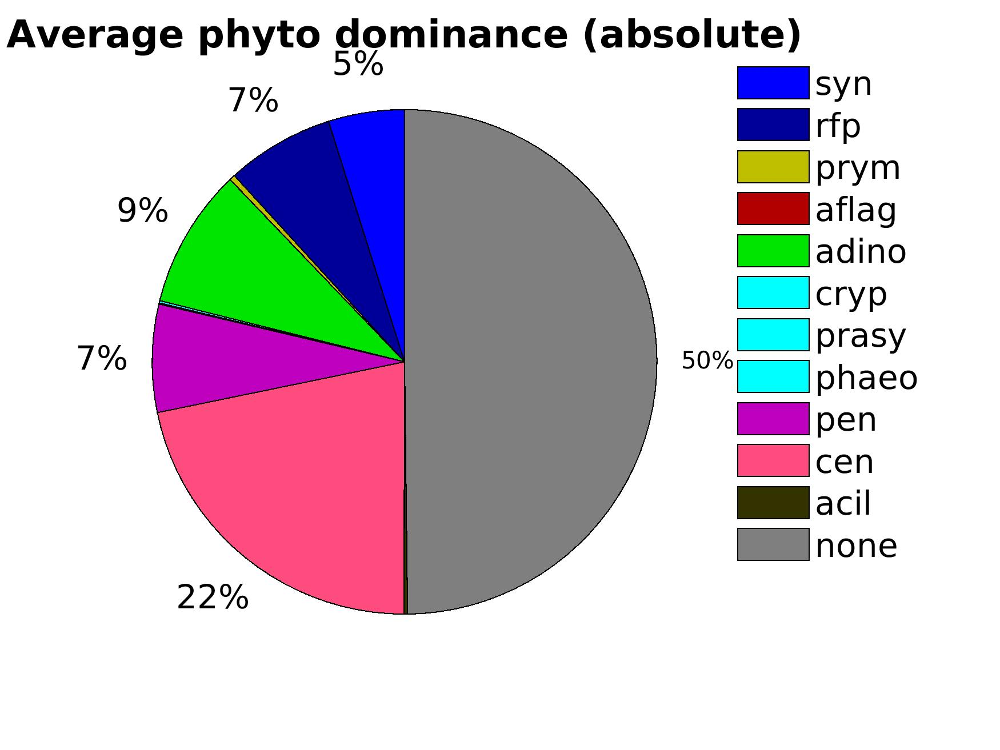 Average phyto dominance (absolute)
5%
7%
9%
7%
22%
50%
syn
rfp
prym
aflag
adino
cryp
prasy
phaeo
pen
cen
acil
none